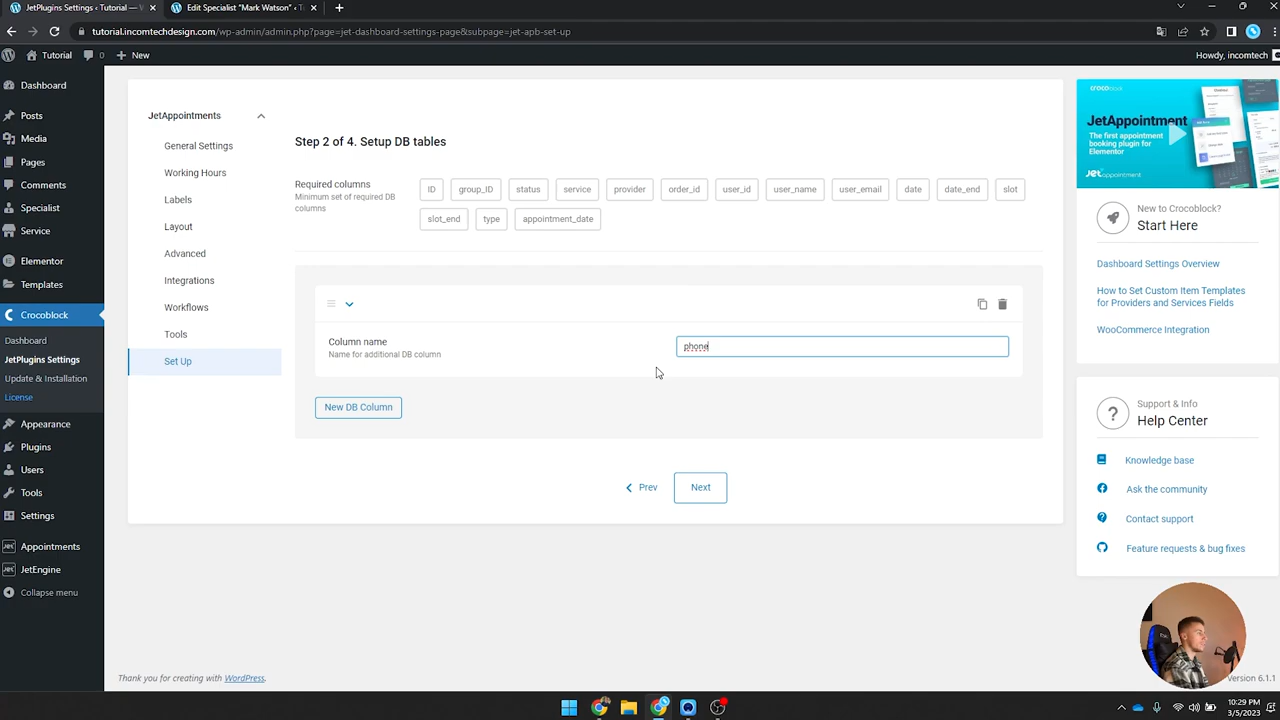 JetPlugins Settings ‹ Tutorial — V
Edit Specialist "Mark Watson" ‹ T
tutorial.incomtechdesign.com/wp-admin/admin.php?page=jet-dashboard-settings-page&subpage=jet-apb-set-up
Tutorial
0
New
Howdy, incomtech
Dashboard
Posts
Media
Pages
Comments
Specialist
Service
Elementor
Templates
Crocoblock
Dashboard
JetPlugins Settings
Update & Installation
License
Appearance
Plugins
Users
Tools
Settings
Appointments
JetEngine
Collapse menu
JetAppointments
General Settings
Working Hours
Labels
Layout
Advanced
Integrations
Workflows
Tools
Set Up
Step 2 of 4. Setup DB tables
Required columns
Minimum set of required DB
columns
ID group_ID status service provider order_id user_id user_name user_email date date_end slot
slot_end type appointment_date
Column name
Name for additional DB column
phone
New DB Column
Prev
Next
crocoblock
JetAppointment
The first appointment
booking plugin for
Elementor
Jet appointment
New to Crocoblock?
Start Here
Dashboard Settings Overview
How to Set Custom Item Templates
for Providers and Services Fields
WooCommerce Integration
Support & Info
Help Center
Knowledge base
Ask the community
Contact support
Feature requests & bug fixes
Thank you for creating with WordPress.
Version 6.1.1
10:29 PM
3/5/2023